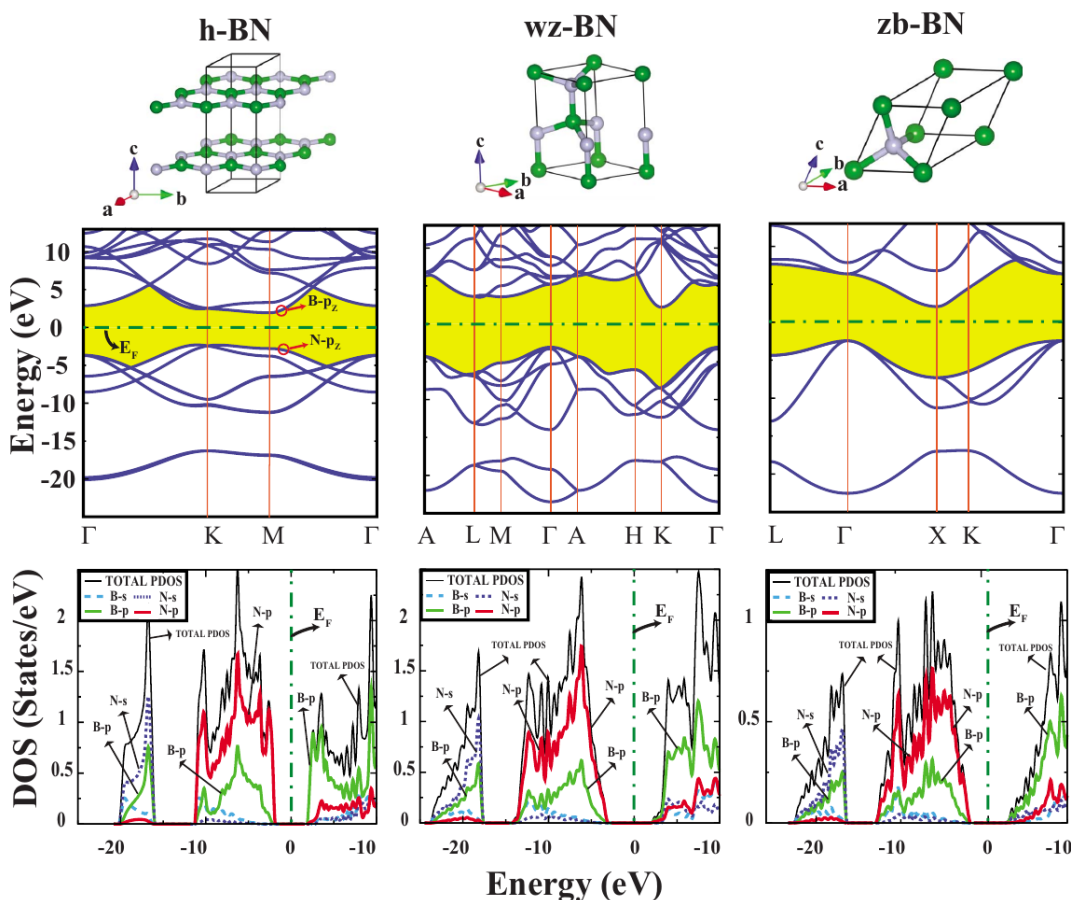 h-BN
wz-BN
zb-BN
c
b
a
c
b
a
c
b
a
Energy (eV)
10
5
0
-5
-10
-15
-20
B-pZ
N-pZ
EF
Γ K M Γ
A L M Γ A H K Γ
L Γ X K Γ
DOS (States/eV)
TOTAL PDOS
B-s N-s
B-p N-p
2
1.5
1
0.5
0
N-p
EF
TOTAL PDOS
TOTAL PDOS
N-s
B-p
B-p
B-p
-20 -10 0 -10
TOTAL PDOS
B-s N-s
B-p N-p
2
1.5
1
0.5
0
EF
TOTAL PDOS
N-p
N-p
N-s
B-p
B-p
B-p
-20 -10 0 -10
TOTAL PDOS
B-s N-s
B-p N-p
1
0.5
0
EF
TOTAL PDOS
TOTAL PDOS
N-s
N-p
N-p
B-p
B-p
-20 -10 0 -10
Energy (eV)